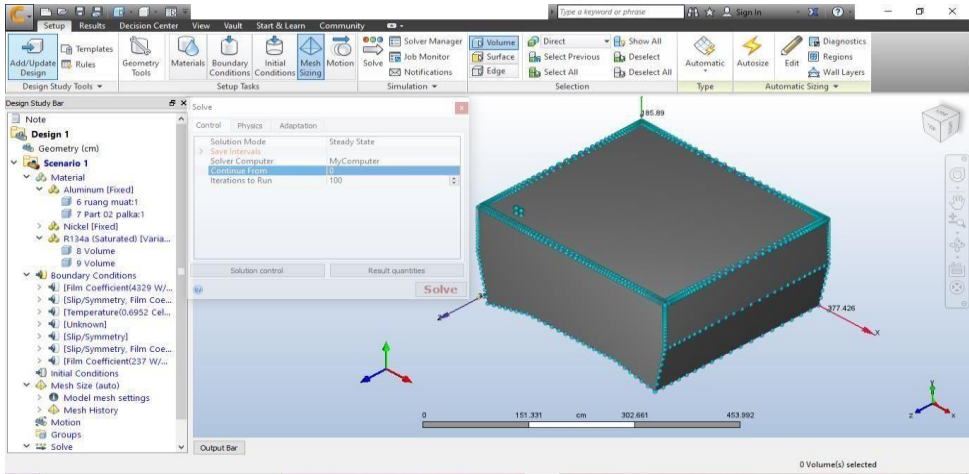 Type a keyword or phrase
Sign In
Setup Results Decision Center View Vault Start & Learn Community
Add/Update Design
Templates
Rules
Geometry Tools
Materials
Boundary Conditions
Initial Conditions
Mesh Sizing
Motion
Solve
Solver Manager
Job Monitor
Notifications
Volume
Surface
Edge
Direct
Select Previous
Select All
Show All
Deselect
Deselect All
Automatic
Autosize
Edit
Diagnostics
Regions
Wall Layers
Design Study Tools
Setup Tasks
Simulation
Selection
Type
Automatic Sizing
Design Study Bar
Note
Design 1
Geometry (cm)
Scenario 1
Material
Aluminum [Fixed]
6 ruang muat:1
7 Part 02 palka:1
Nickel [Fixed]
R134a (Saturated) [Varia...
8 Volume
9 Volume
Boundary Conditions
[Film Coefficient(4329 W/...
[Slip/Symmetry, Film Coe...
[Temperature(0.6952 Cel...
[Unknown]
[Slip/Symmetry]
[Slip/Symmetry, Film Coe...
[Film Coefficient(237 W/...
Initial Conditions
Mesh Size (auto)
Model mesh settings
Mesh History
Motion
Groups
Solve
Solve
Control Physics Adaptation
Solution Mode Steady State
Save Intervals
Solver Computer MyComputer
Continue From 0
Iterations to Run 100
Solution control
Result quantities
Solve
185.89
377.426
X
Z
0 151.331 cm 302.661 453.992
Y
z x
Output Bar
0 Volume(s) selected